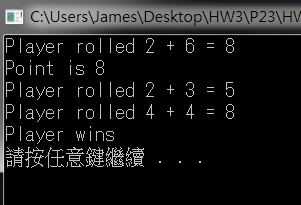 C:\Users\James\Desktop\HW3\P23\HV
Player rolled 2 + 6 = 8
Point is 8
Player rolled 2 + 3 = 5
Player rolled 4 + 4 = 8
Player wins
請按任意鍵繼續 . . .